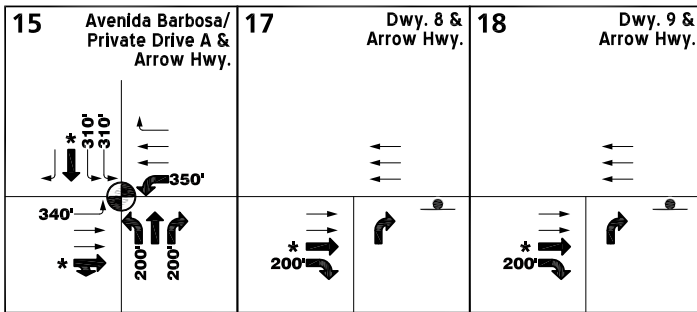 15
Avenida Barbosa/
Private Drive A &
Arrow Hwy.
*
310'
310'
350'
340'
*
200'
200'
17
Dwy. 8 &
Arrow Hwy.
*
200'
18
Dwy. 9 &
Arrow Hwy.
*
200'